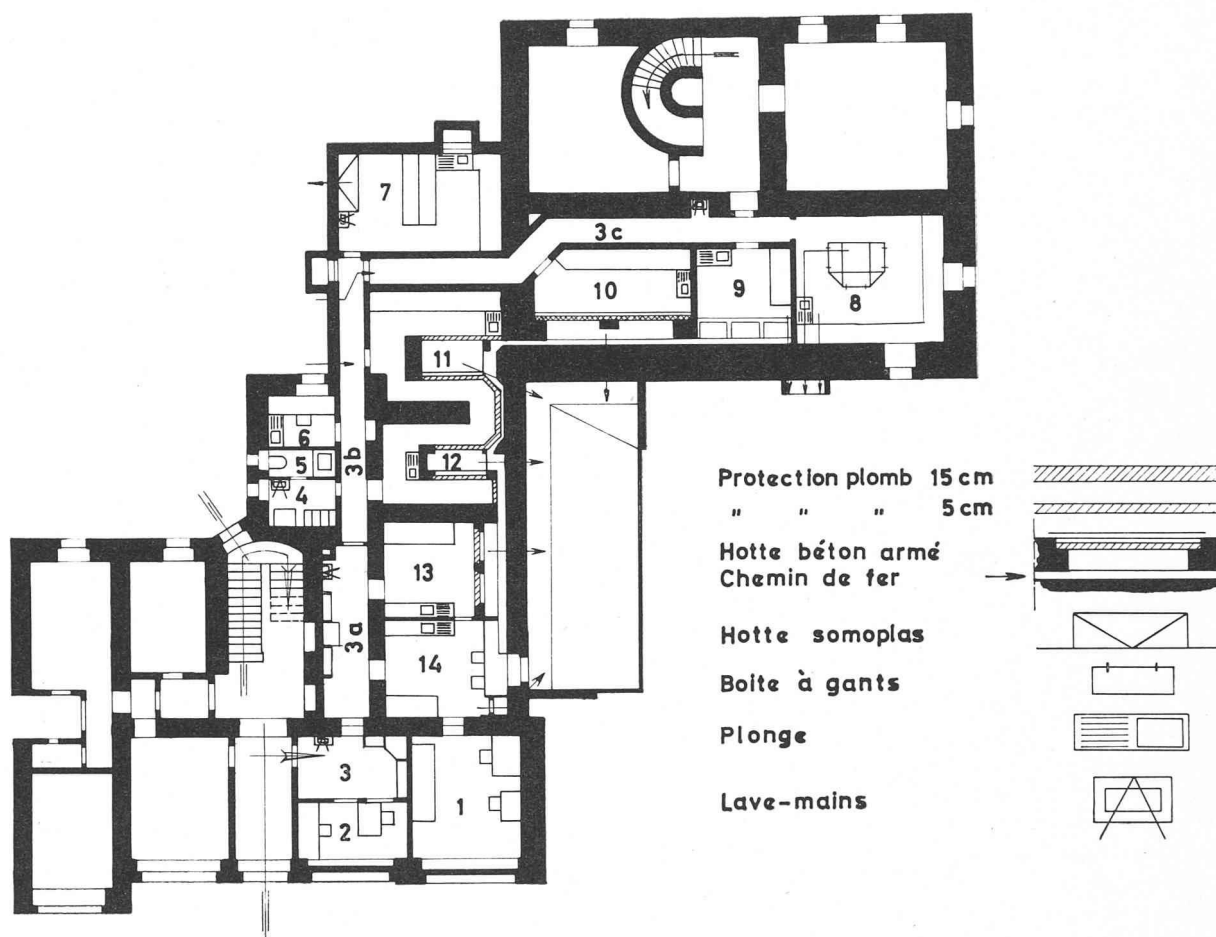 7
3c
10
9
8
11
6
5
4
3b
12
13
3a
14
3
2
1
Protection plomb 15 cm
" " " 5 cm
Hotte béton armé
Chemin de fer
Hotte somoplas
Boite à gants
Plonge
Lave-mains